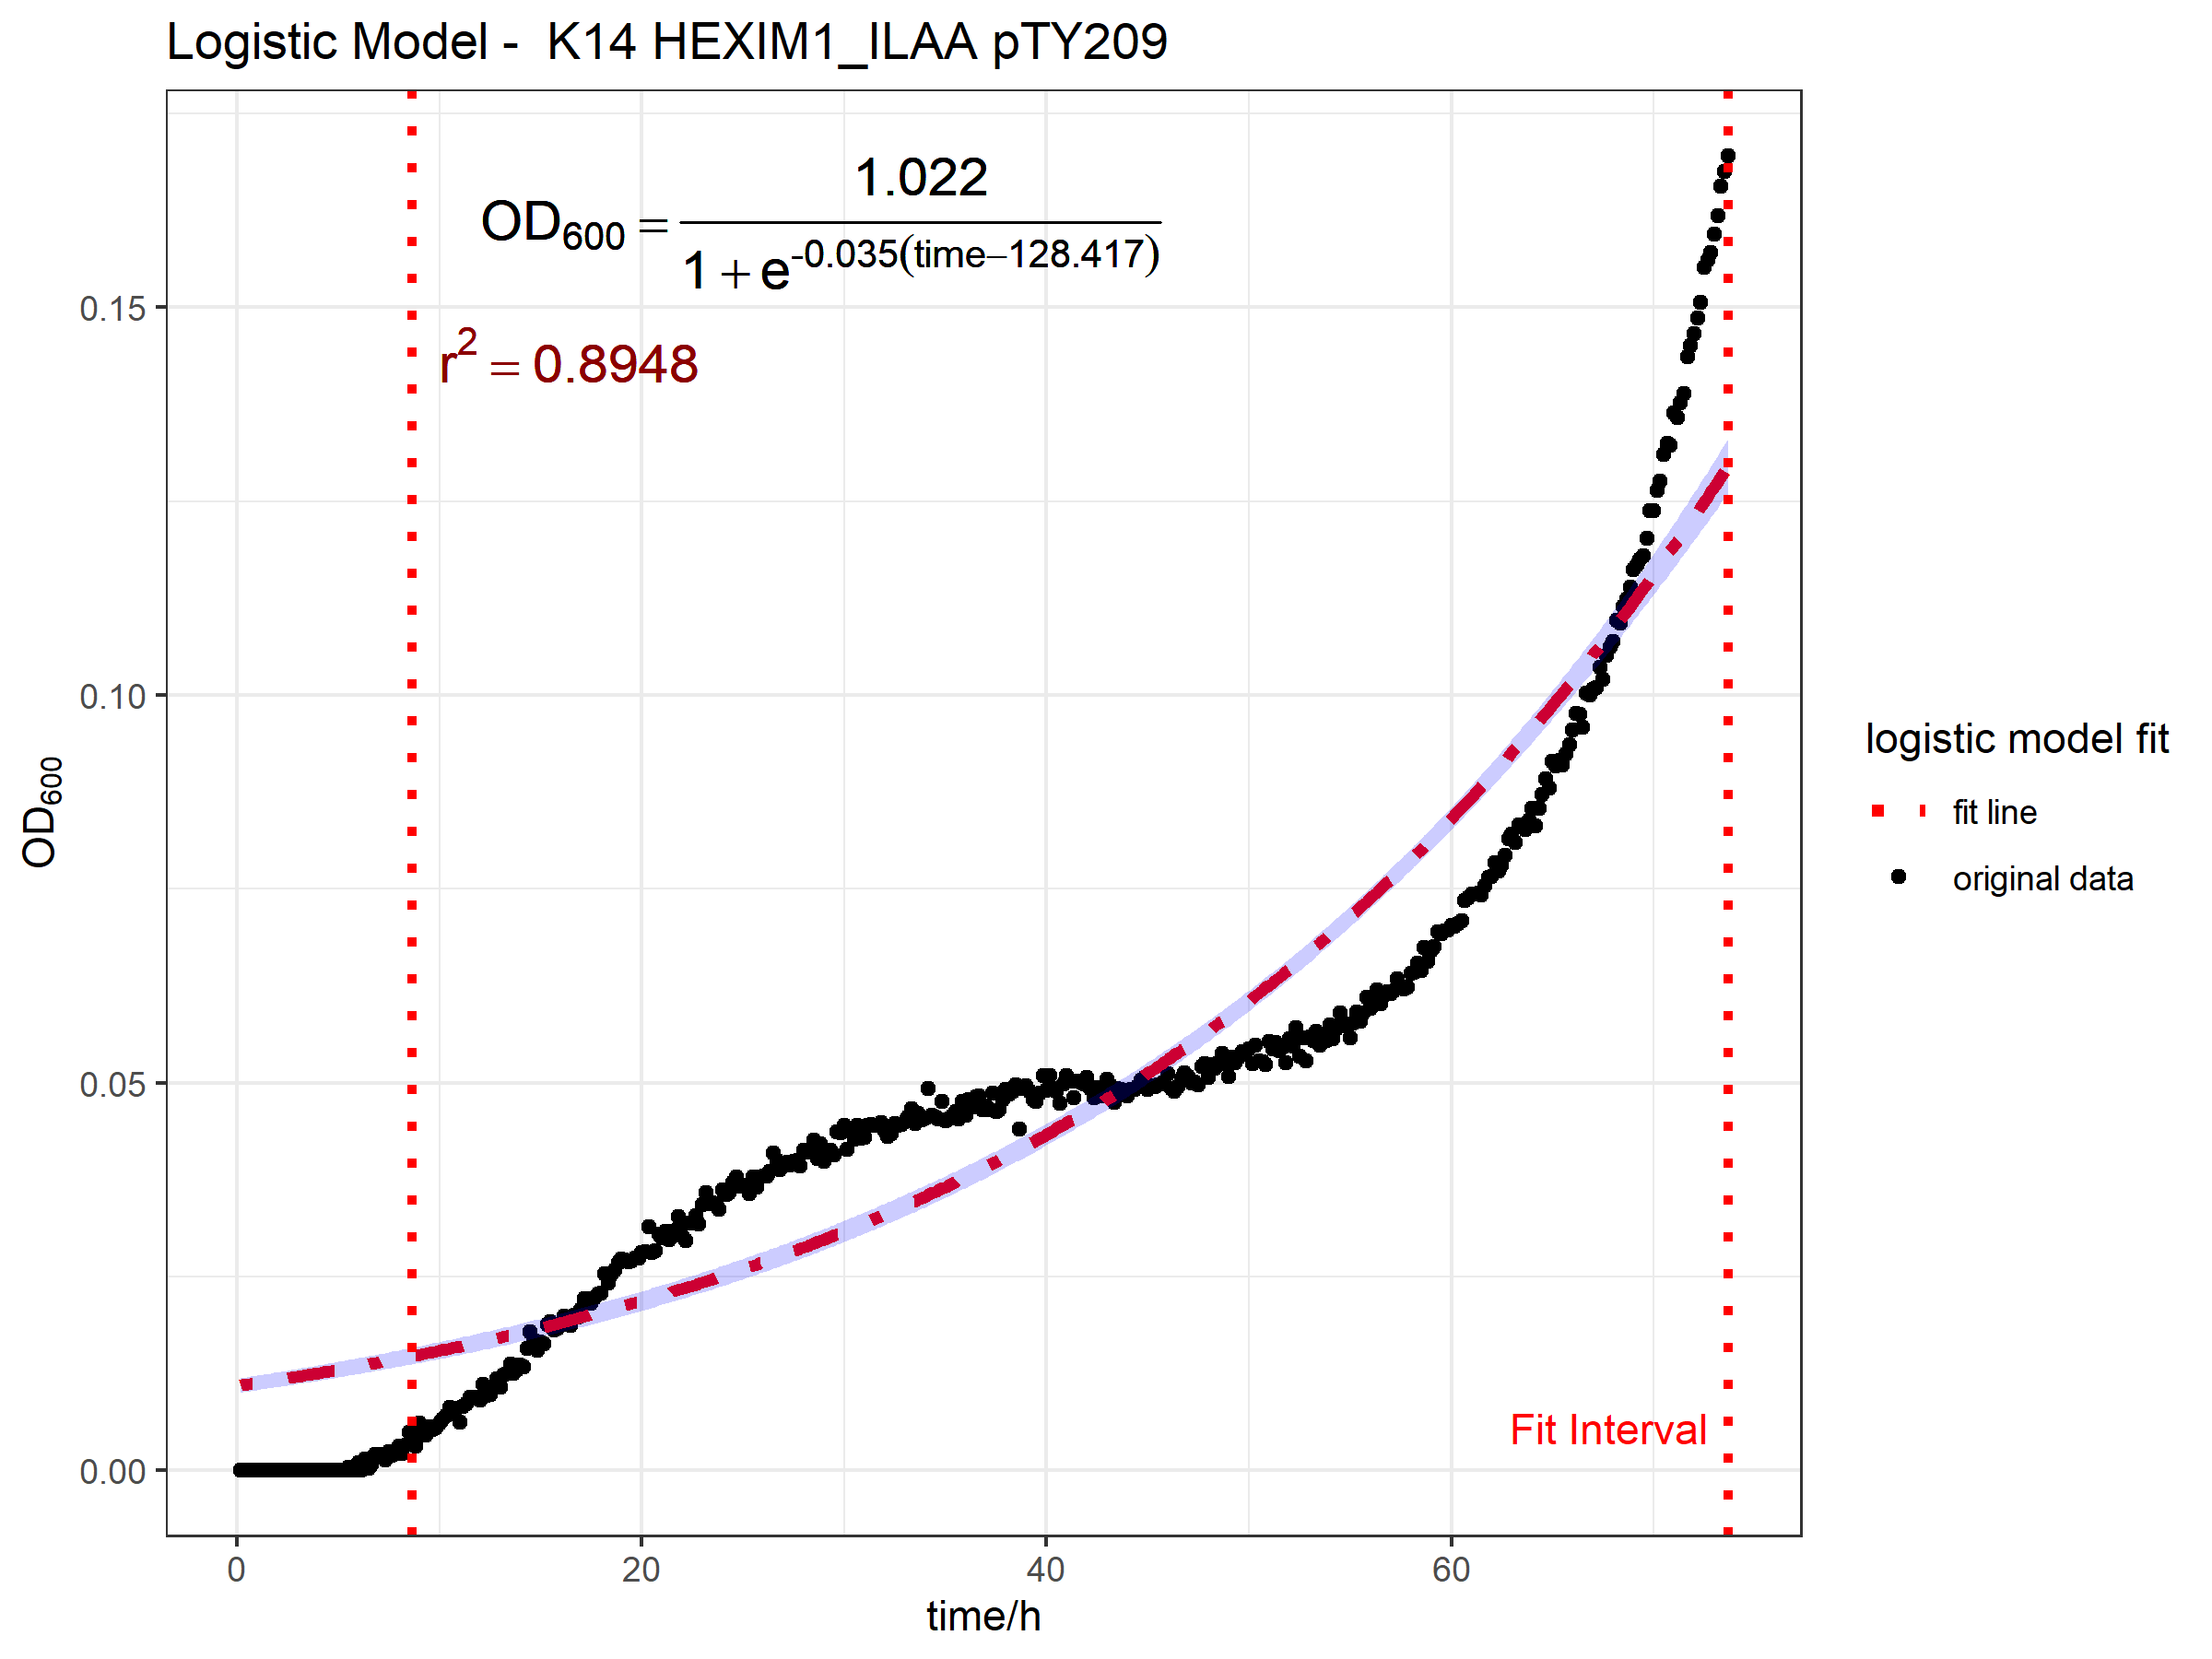 Logistic Model -  K14 HEXIM1_ILAA pTY209
OD600 = 1.022 / 1 + e^-0.035(time−128.417)
r^2 = 0.8948
0.15
0.10
0.05
0.00
OD600
Fit Interval
0 20 40 60
time/h
logistic model fit
fit line
original data